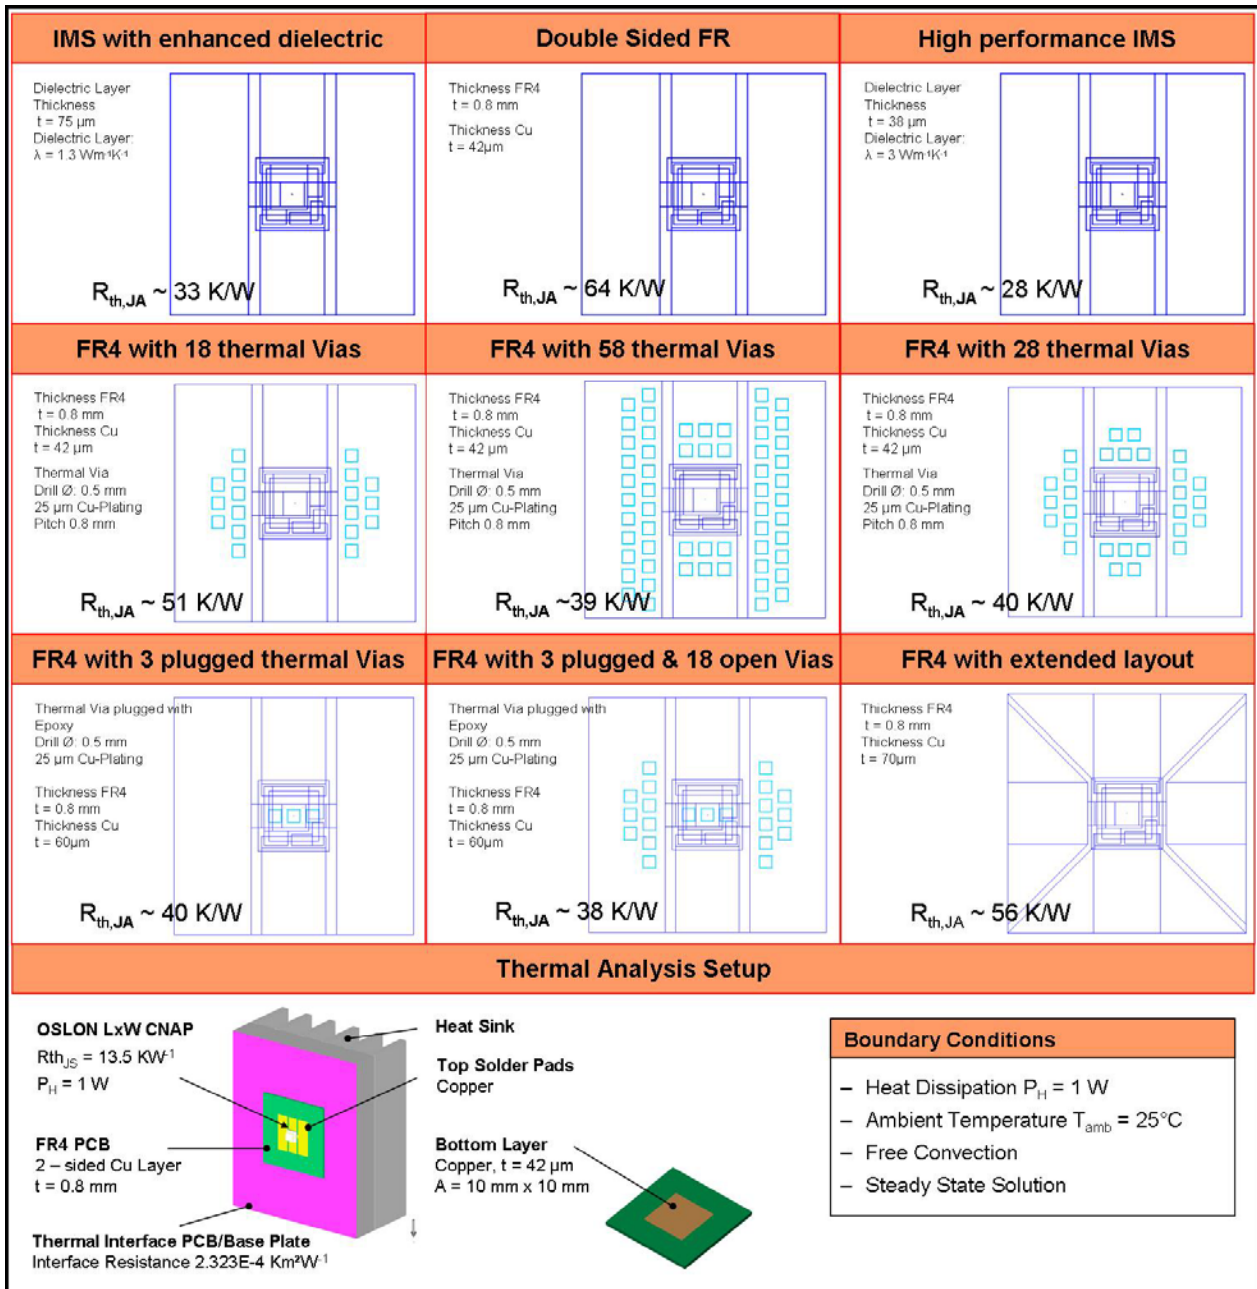 IMS with enhanced dielectric
Dielectric Layer
Thickness
t = 75 µm
Dielectric Layer:
λ = 1.3 Wm⁻¹K⁻¹
R_th,JA ~ 33 K/W
Double Sided FR
Thickness FR4
t = 0.8 mm
Thickness Cu
t = 42µm
R_th,JA ~ 64 K/W
High performance IMS
Dielectric Layer
Thickness
t = 38 µm
Dielectric Layer:
λ = 3 Wm⁻¹K⁻¹
R_th,JA ~ 28 K/W
FR4 with 18 thermal Vias
Thickness FR4
t = 0.8 mm
Thickness Cu
t = 42 µm
Thermal Via
Drill Ø: 0.5 mm
25 µm Cu-Plating
Pitch 0.8 mm
R_th,JA ~ 51 K/W
FR4 with 58 thermal Vias
Thickness FR4
t = 0.8 mm
Thickness Cu
t = 42 µm
Thermal Via
Drill Ø: 0.5 mm
25 µm Cu-Plating
Pitch 0.8 mm
R_th,JA ~39 K/W
FR4 with 28 thermal Vias
Thickness FR4
t = 0.8 mm
Thickness Cu
t = 42 µm
Thermal Via
Drill Ø: 0.5 mm
25 µm Cu-Plating
Pitch 0.8 mm
R_th,JA ~ 40 K/W
FR4 with 3 plugged thermal Vias
Thermal Via plugged with
Epoxy
Drill Ø: 0.5 mm
25 µm Cu-Plating
Thickness FR4
t = 0.8 mm
Thickness Cu
t = 60µm
R_th,JA ~ 40 K/W
FR4 with 3 plugged & 18 open Vias
Thermal Via plugged with
Epoxy
Drill Ø: 0.5 mm
25 µm Cu-Plating
Thickness FR4
t = 0.8 mm
Thickness Cu
t = 60µm
R_th,JA ~ 38 K/W
FR4 with extended layout
Thickness FR4
t = 0.8 mm
Thickness Cu
t = 70µm
R_th,JA ~ 56 K/W
Thermal Analysis Setup
OSLON LxW CNAP
Rth_JS = 13.5 KW⁻¹
P_H = 1 W
FR4 PCB
2 – sided Cu Layer
t = 0.8 mm
Thermal Interface PCB/Base Plate
Interface Resistance 2.323E-4 Km²W⁻¹
Heat Sink
Top Solder Pads
Copper
Bottom Layer
Copper, t = 42 µm
A = 10 mm x 10 mm
Boundary Conditions
– Heat Dissipation P_H = 1 W
– Ambient Temperature T_amb = 25°C
– Free Convection
– Steady State Solution